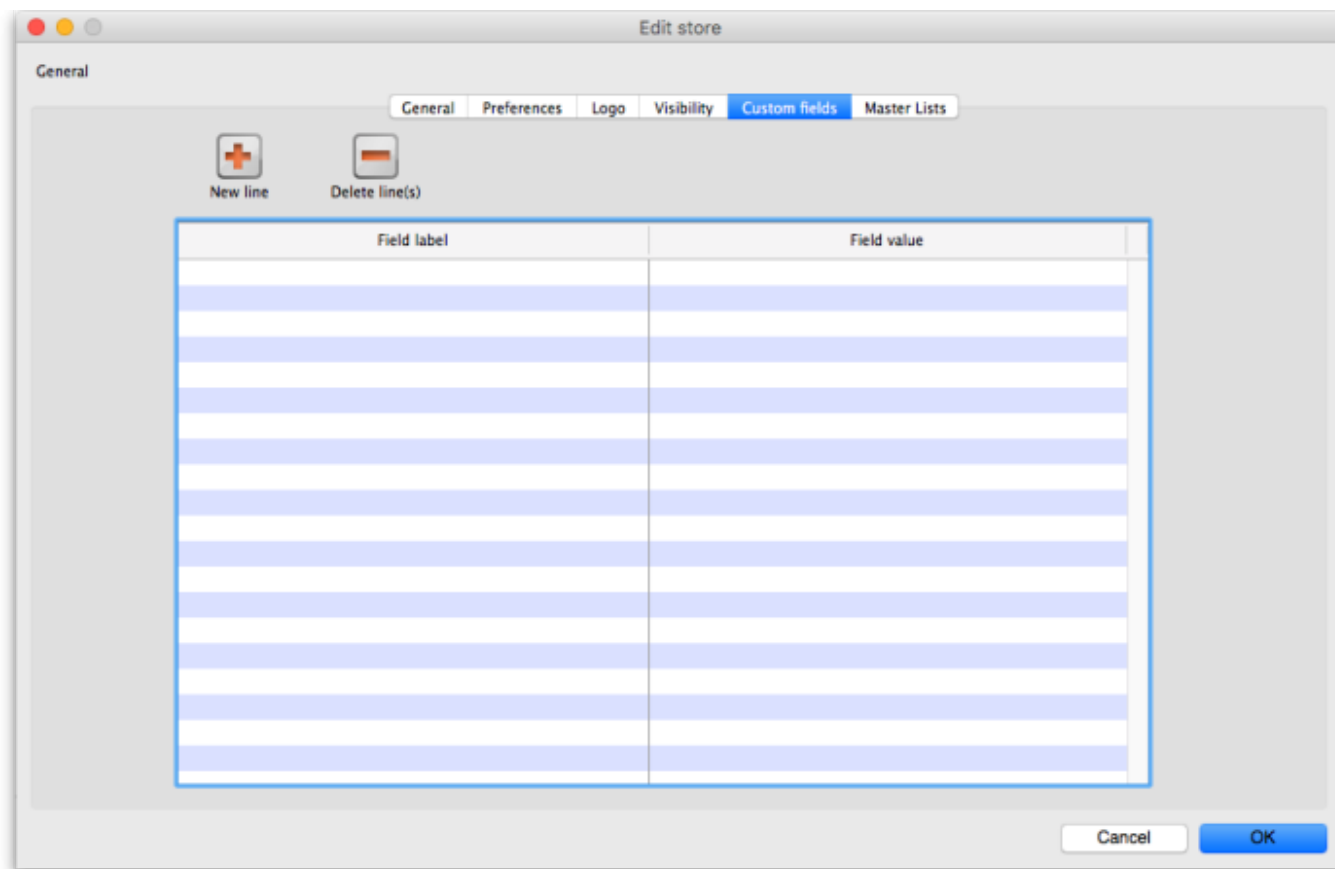 Edit store
General
General Preferences Logo Visibility Custom fields Master Lists
New line Delete line(s)
Field label Field value
Cancel OK